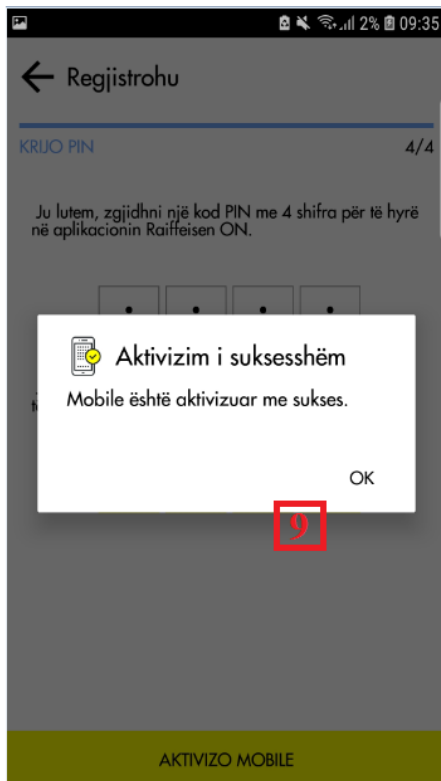 2% 09:35
Regjistrohu
KRIJO PIN 4/4
Ju lutem, zgjidhni një kod PIN me 4 shifra për të hyrë
në aplikacionin Raiffeisen ON.
Aktivizim i suksesshëm
Mobile është aktivizuar me sukses.
OK
9
AKTIVIZO MOBILE